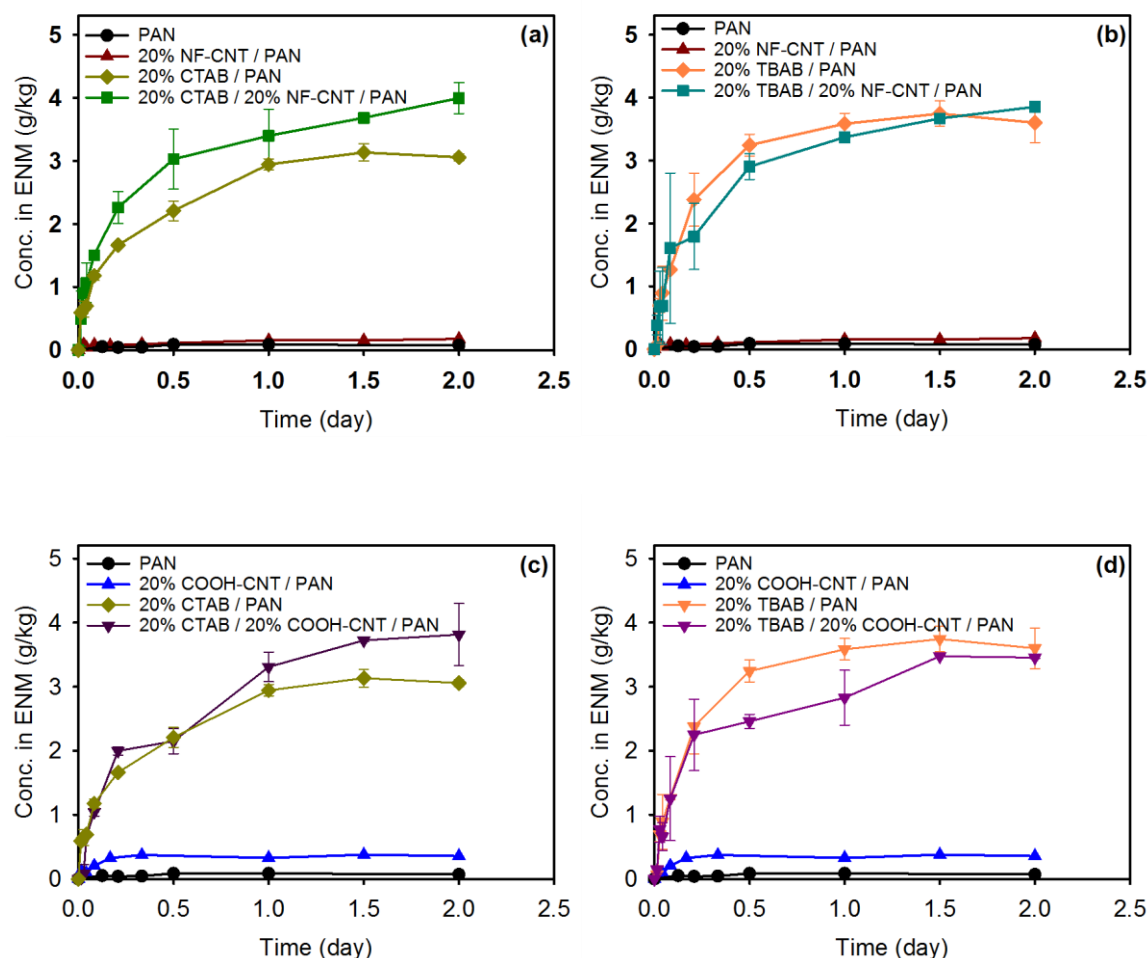 PAN
20% NF-CNT / PAN
20% CTAB / PAN
20% CTAB / 20% NF-CNT / PAN
(a)
5
4
3
2
1
0
Conc. in ENM (g/kg)
0.0 0.5 1.0 1.5 2.0 2.5
Time (day)
PAN
20% NF-CNT / PAN
20% TBAB / PAN
20% TBAB / 20% NF-CNT / PAN
(b)
5
4
3
2
1
0
Conc. in ENM (g/kg)
0.0 0.5 1.0 1.5 2.0 2.5
Time (day)
PAN
20% COOH-CNT / PAN
20% CTAB / PAN
20% CTAB / 20% COOH-CNT / PAN
(c)
5
4
3
2
1
0
Conc. in ENM (g/kg)
0.0 0.5 1.0 1.5 2.0 2.5
Time (day)
PAN
20% COOH-CNT / PAN
20% TBAB / PAN
20% TBAB / 20% COOH-CNT / PAN
(d)
5
4
3
2
1
0
Conc. in ENM (g/kg)
0.0 0.5 1.0 1.5 2.0 2.5
Time (day)